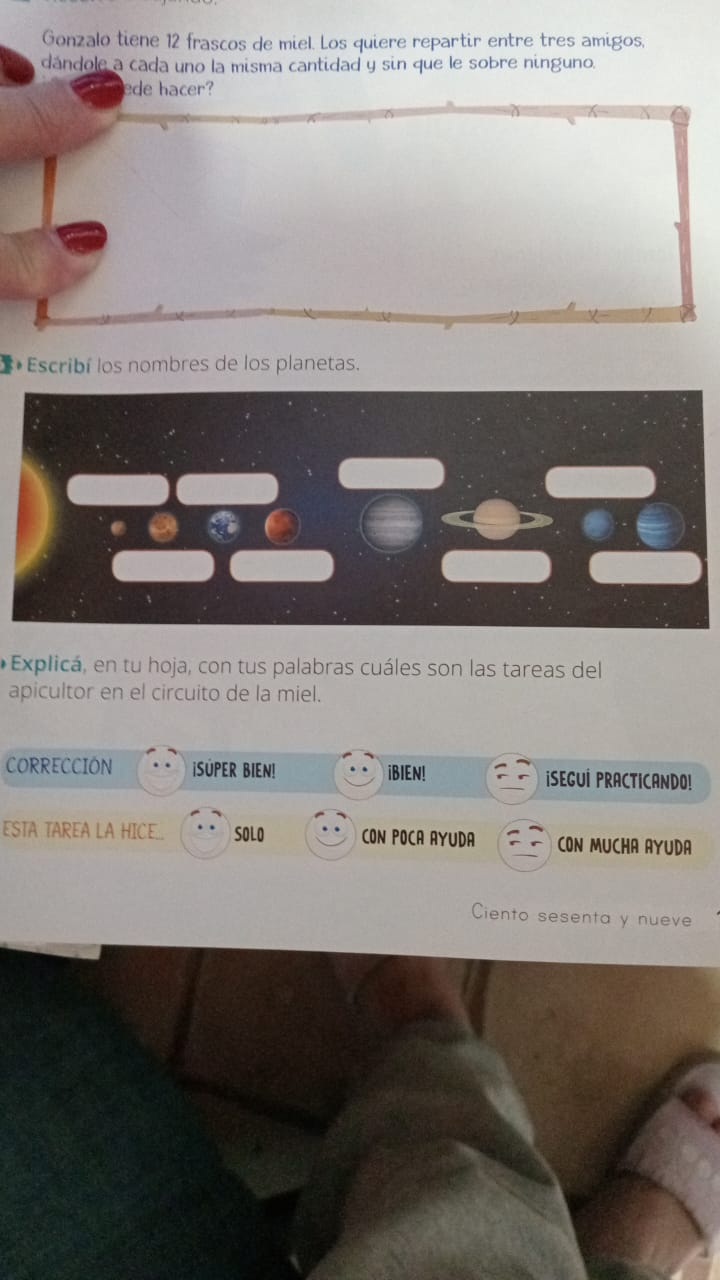 Gonzalo tiene 12 frascos de miel. Los quiere repartir entre tres amigos,
dándole a cada uno la misma cantidad y sin que le sobre ninguno.
ede hacer?
Escribí los nombres de los planetas.
Explicá, en tu hoja, con tus palabras cuáles son las tareas del
apicultor en el circuito de la miel.
CORRECCIÓN ¡SÚPER BIEN! ¡BIEN! ¡SEGUÍ PRACTICANDO!
ESTA TAREA LA HICE... SOLO CON POCA AYUDA CON MUCHA AYUDA
Ciento sesenta y nueve